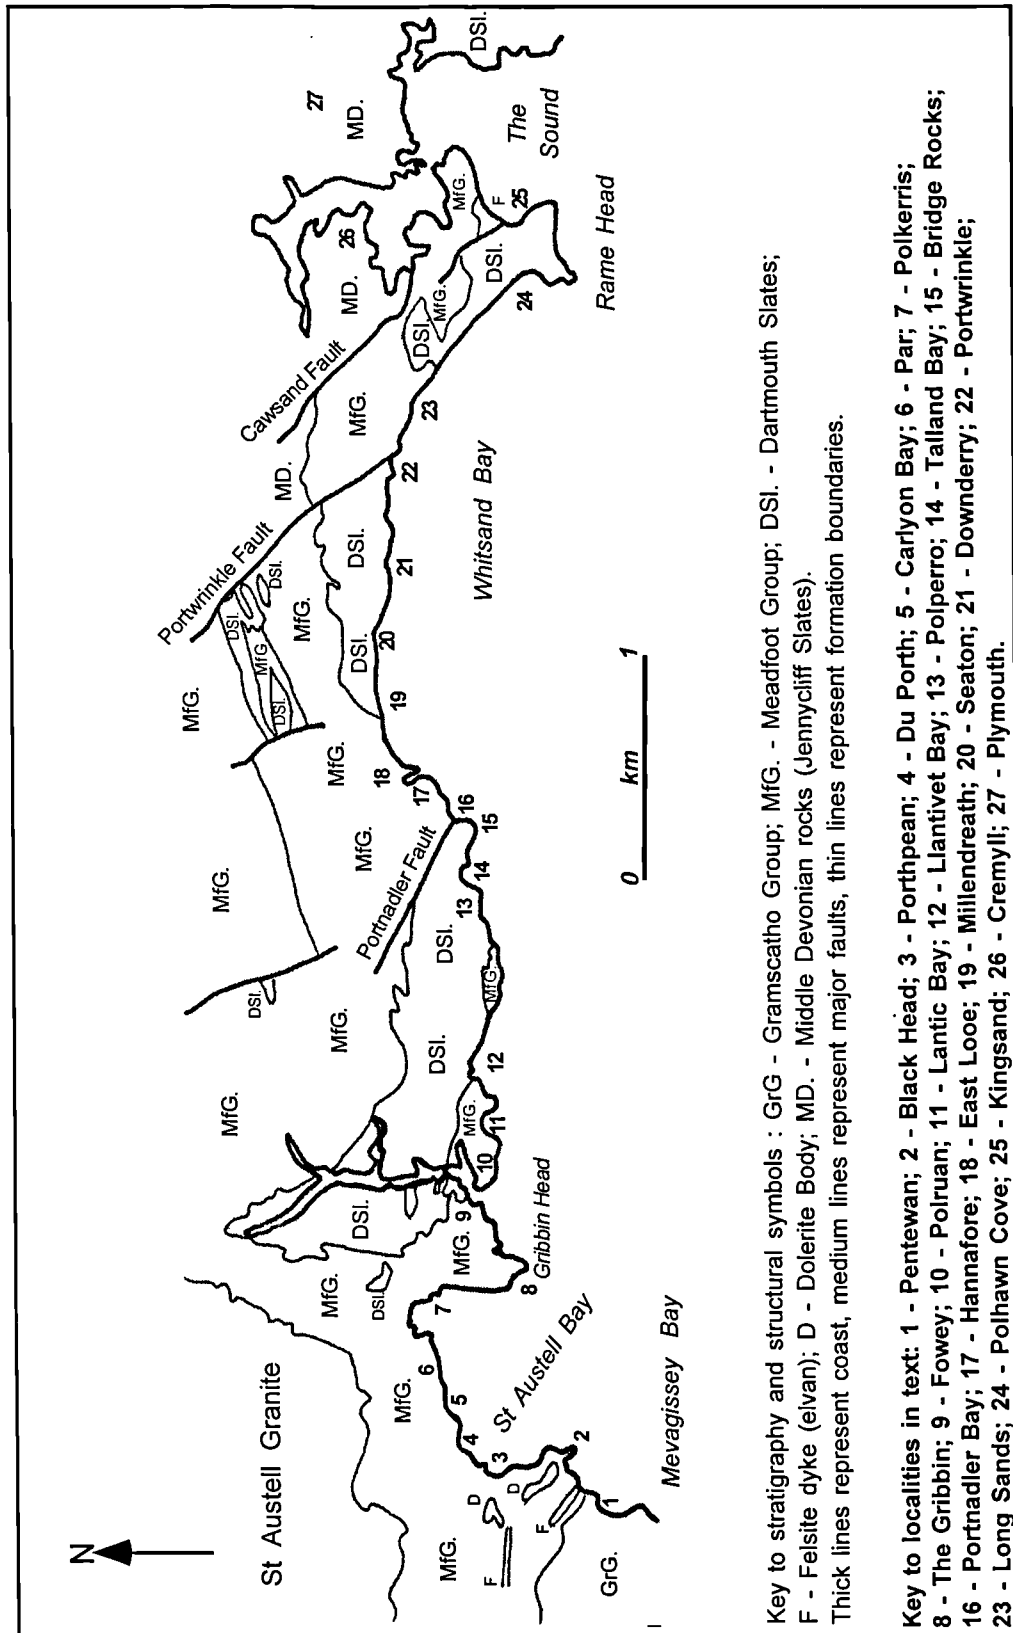 N
St Austell Granite
MfG.
MfG.
F
D
D
F
GrG.
MfG.
DSl.
MfG.
DSl.
MfG.
MfG.
MfG.
DSl.
MfG.
DSl.
MfG.
DSl.
MfG.
Portnadler Fault
MfG.
MfG.
MfG.
DSl.
MfG
DSl.
DSl.
MfG.
Portwrinkle Fault
DSl.
DSl.
MD.
Cawsand Fault
MfG.
DSl.
MfG.
MD.
DSl.
MfG.
F
MD.
DSl.
1
2
3
4
5
6
7
8
9
10
11
12
13
14
15
16
17
18
19
20
21
22
23
24
25
26
27
Mevagissey Bay
St Austell Bay
Gribbin Head
Whitsand Bay
Rame Head
The
Sound
0 km 1
Key to stratigraphy and structural symbols : GrG - Gramscatho Group; MfG. - Meadfoot Group; DSl. - Dartmouth Slates;
F - Felsite dyke (elvan); D - Dolerite Body; MD. - Middle Devonian rocks (Jennycliff Slates).
Thick lines represent coast, medium lines represent major faults, thin lines represent formation boundaries.
Key to localities in text: 1 - Pentewan; 2 - Black Head; 3 - Porthpean; 4 - Du Porth; 5 - Carlyon Bay; 6 - Par; 7 - Polkerris;
8 - The Gribbin; 9 - Fowey; 10 - Polruan; 11 - Lantic Bay; 12 - Llantivet Bay; 13 - Polperro; 14 - Talland Bay; 15 - Bridge Rocks;
16 - Portnadler Bay; 17 - Hannafore; 18 - East Looe; 19 - Millendreath; 20 - Seaton; 21 - Downderry; 22 - Portwrinkle;
23 - Long Sands; 24 - Polhawn Cove; 25 - Kingsand; 26 - Cremyll; 27 - Plymouth.